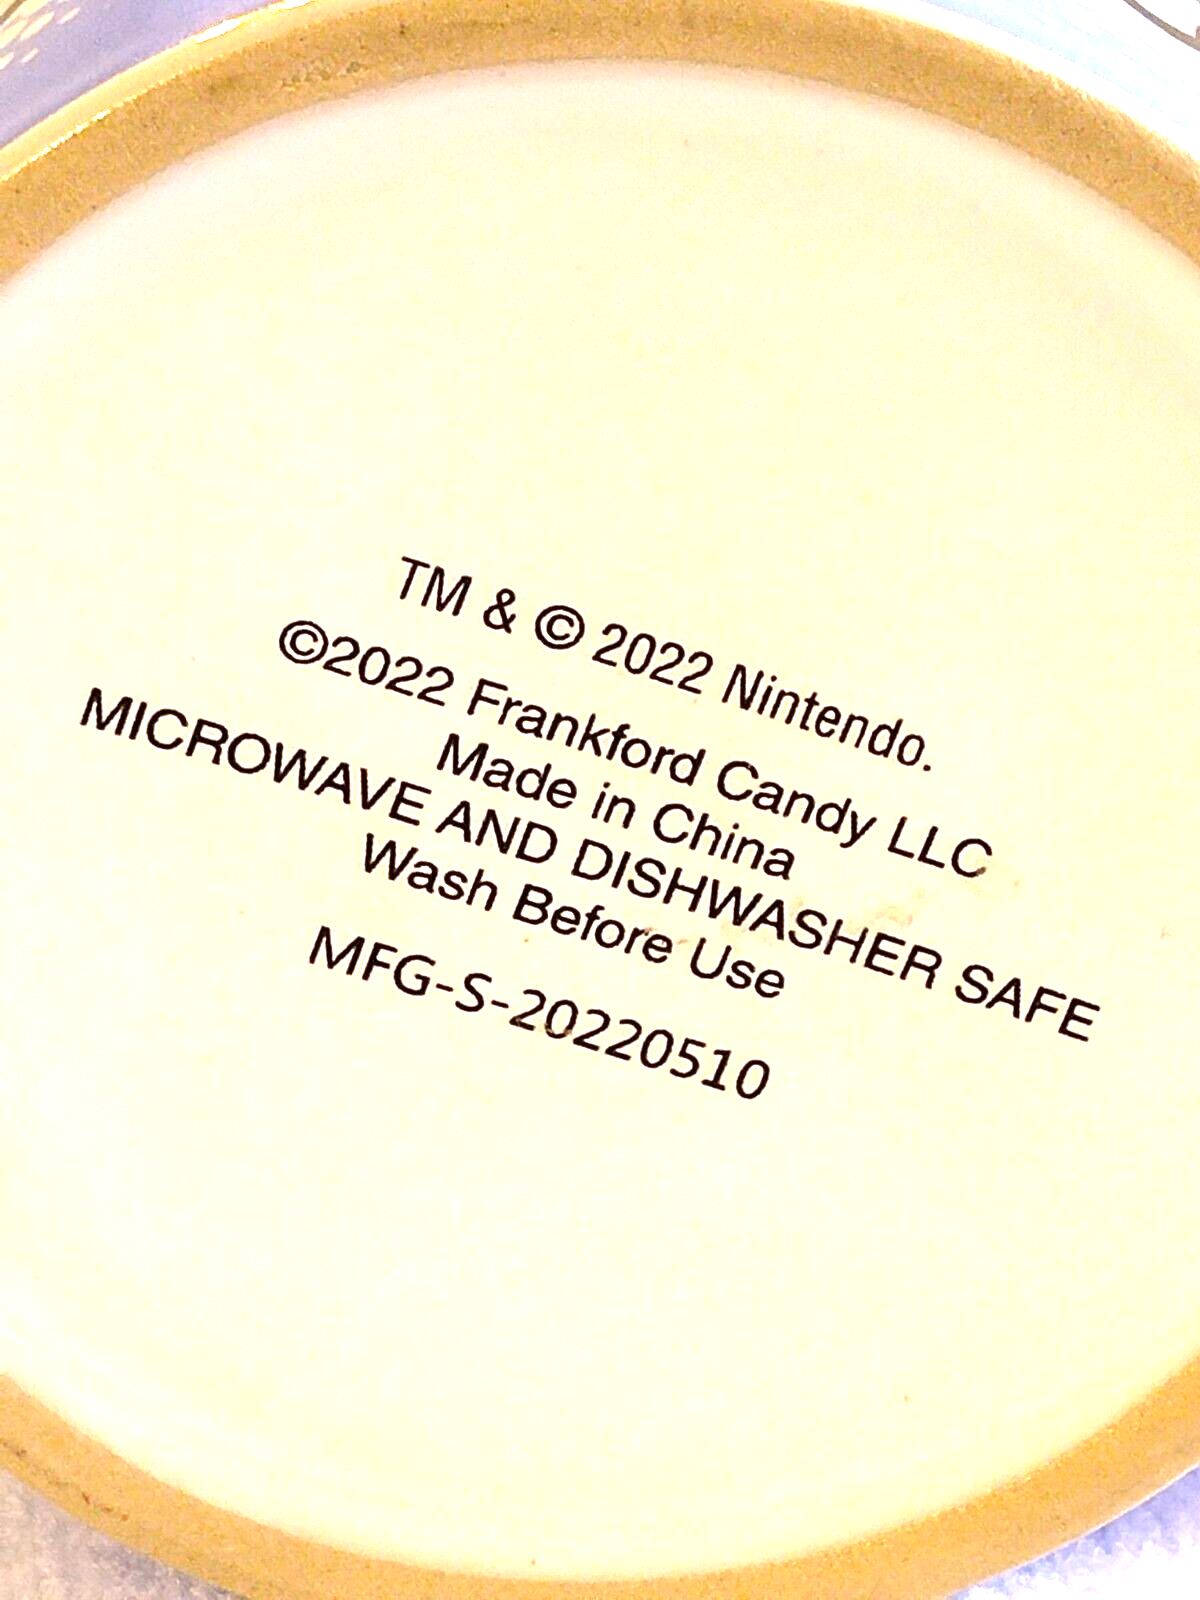 TM & © 2022 Nintendo.
©2022 Frankford Candy LLC
Made in China
MICROWAVE AND DISHWASHER SAFE
Wash Before Use
MFG-S-20220510